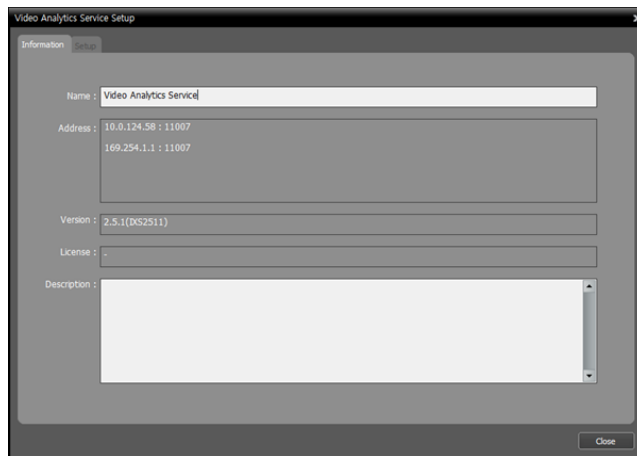 Video Analytics Service Setup
Information Setup
Name : Video Analytics Service
Address : 10.0.124.58 : 11007
169.254.1.1 : 11007
Version : 2.5.1(IXS2511)
License : -
Description :
Close